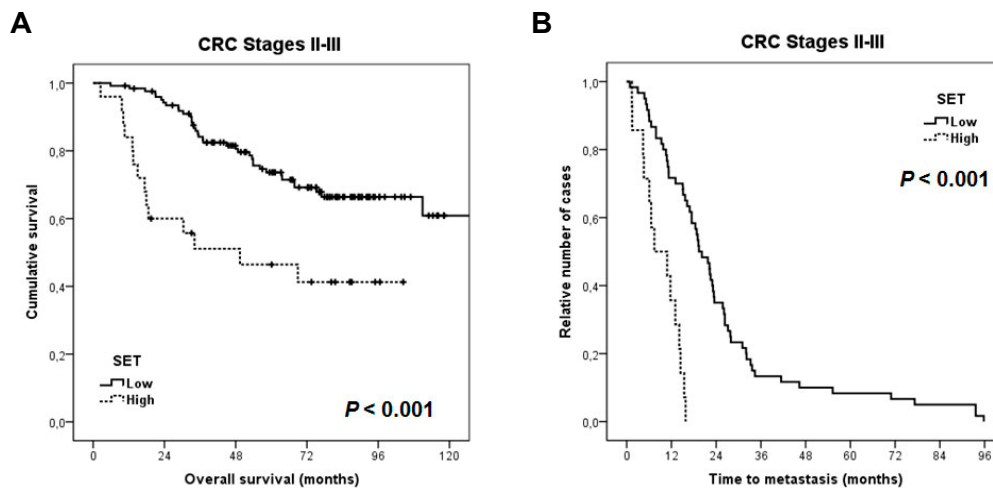 A
CRC Stages II-III
Cumulative survival
1,0
0,8
0,6
0,4
0,2
0,0
SET
Low
High
P < 0.001
0 24 48 72 96 120
Overall survival (months)
B
CRC Stages II-III
Relative number of cases
1,0
0,8
0,6
0,4
0,2
0,0
SET
Low
High
P < 0.001
0 12 24 36 48 60 72 84 96
Time to metastasis (months)